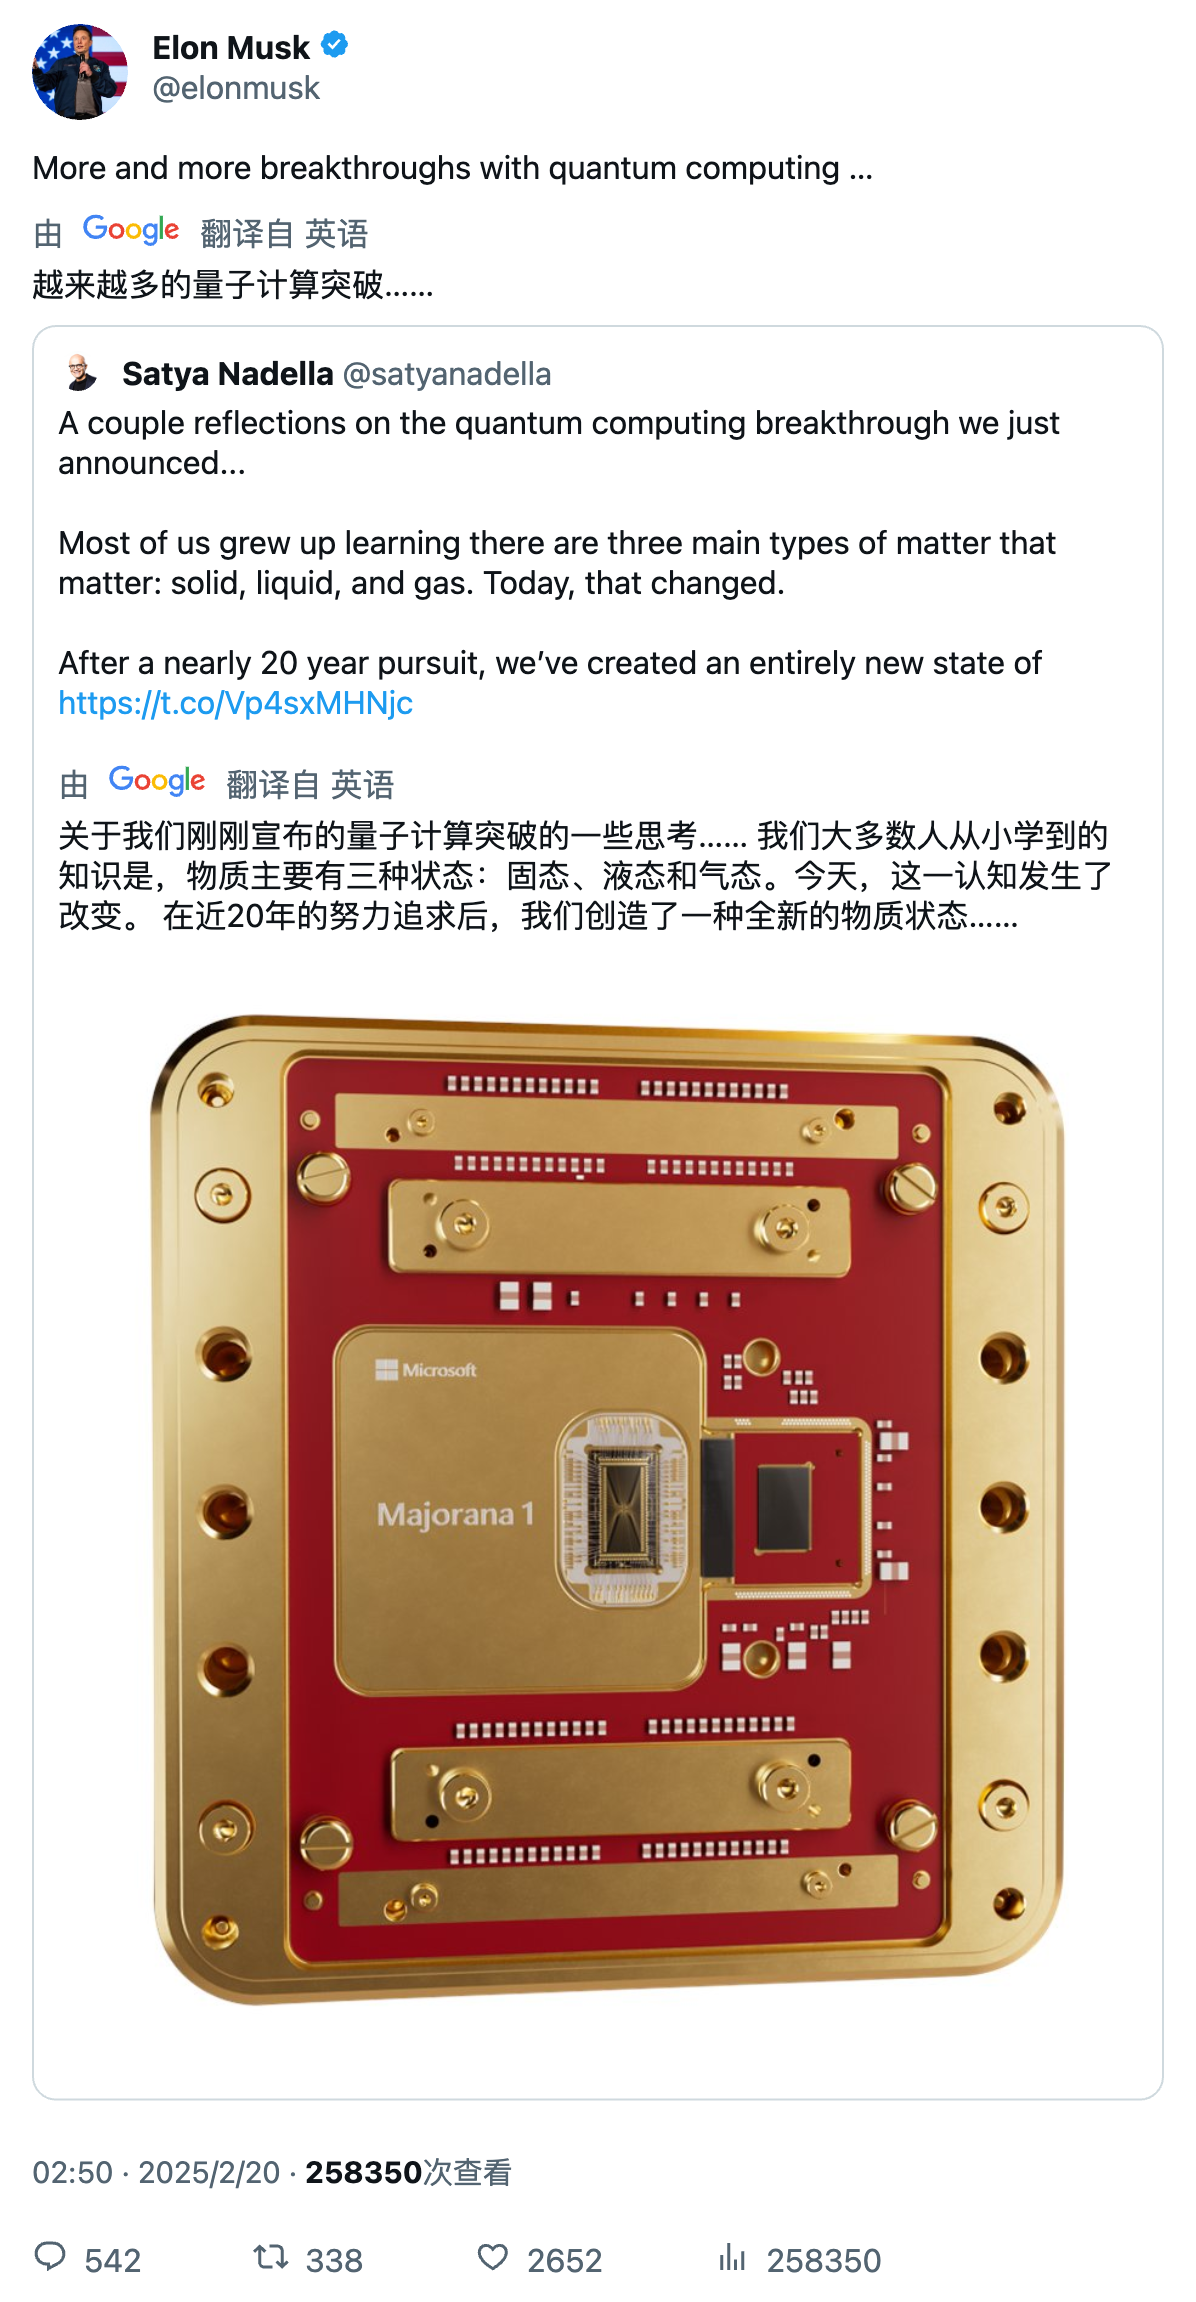 Elon Musk
@elonmusk
More and more breakthroughs with quantum computing ...
由 Google 翻译自 英语
越来越多的量子计算突破……
Satya Nadella @satyanadella
A couple reflections on the quantum computing breakthrough we just
announced...
Most of us grew up learning there are three main types of matter that
matter: solid, liquid, and gas. Today, that changed.
After a nearly 20 year pursuit, we’ve created an entirely new state of
https://t.co/Vp4sxMHNjc
由 Google 翻译自 英语
关于我们刚刚宣布的量子计算突破的一些思考…… 我们大多数人从小学到的
知识是，物质主要有三种状态：固态、液态和气态。今天，这一认知发生了
改变。 在近20年的努力追求后，我们创造了一种全新的物质状态……
Microsoft
Majorana 1
02:50 · 2025/2/20 · 258350次查看
542 338 2652 258350